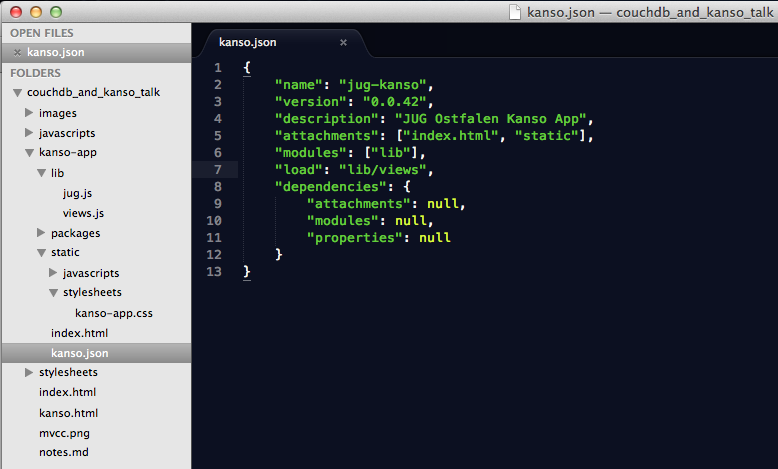 kanso.json — couchdb_and_kanso_talk
OPEN FILES
kanso.json
FOLDERS
couchdb_and_kanso_talk
images
javascripts
kanso-app
lib
jug.js
views.js
packages
static
javascripts
stylesheets
kanso-app.css
index.html
kanso.json
stylesheets
index.html
kanso.html
mvcc.png
notes.md
kanso.json
1 {
2 "name": "jug-kanso",
3 "version": "0.0.42",
4 "description": "JUG Ostfalen Kanso App",
5 "attachments": ["index.html", "static"],
6 "modules": ["lib"],
7 "load": "lib/views",
8 "dependencies": {
9 "attachments": null,
10 "modules": null,
11 "properties": null
12 }
13 }